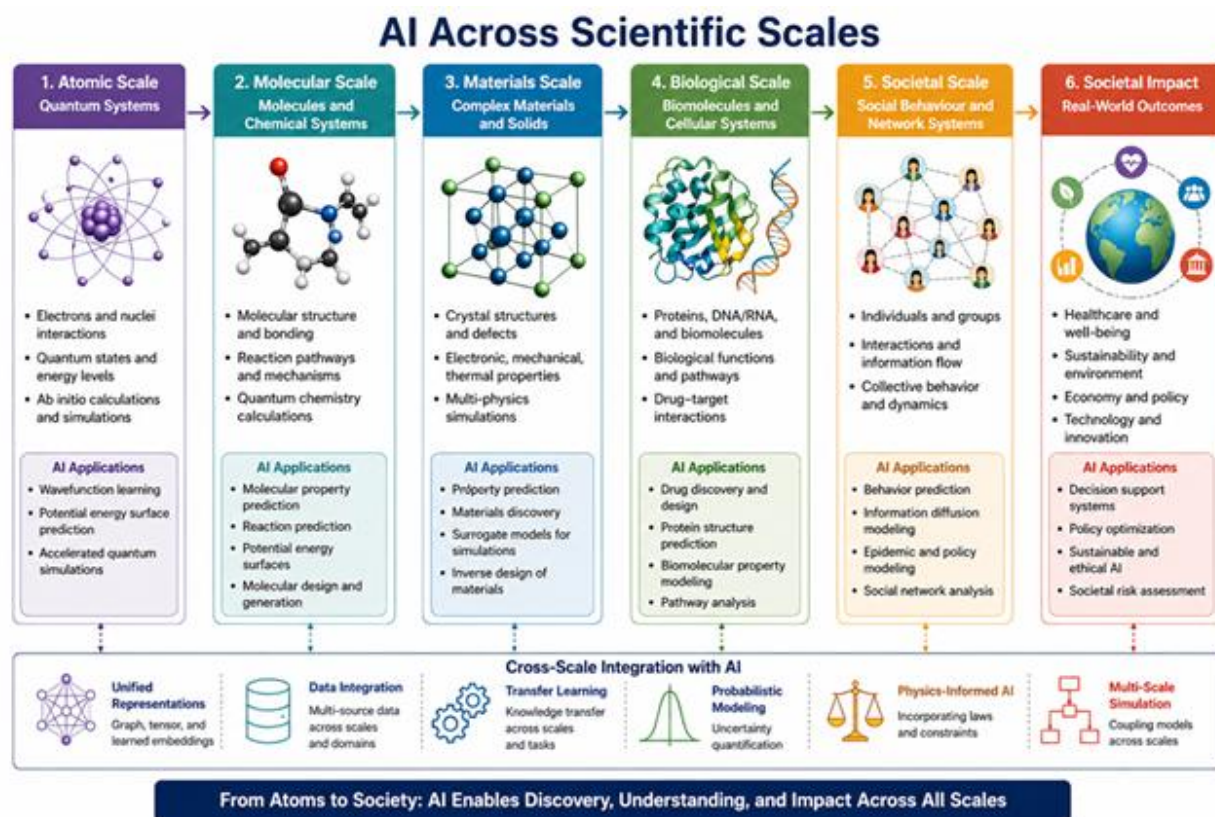 AI Across Scientific Scales
1. Atomic Scale
Quantum Systems
2. Molecular Scale
Molecules and
Chemical Systems
3. Materials Scale
Complex Materials
and Solids
4. Biological Scale
Biomolecules and
Cellular Systems
5. Societal Scale
Social Behaviour and
Network Systems
6. Societal Impact
Real-World Outcomes
• Electrons and nuclei
interactions
• Quantum states and
energy levels
• Ab initio calculations
and simulations
• Molecular structure
and bonding
• Reaction pathways
and mechanisms
• Quantum chemistry
calculations
• Crystal structures
and defects
• Electronic, mechanical,
thermal properties
• Multi-physics
simulations
• Proteins, DNA/RNA,
and biomolecules
• Biological functions
and pathways
• Drug-target
interactions
• Individuals and groups
• Interactions and
information flow
• Collective behavior
and dynamics
• Healthcare and
well-being
• Sustainability and
environment
• Economy and policy
• Technology and
innovation
AI Applications
• Wavefunction learning
• Potential energy surface
prediction
• Accelerated quantum
simulations
AI Applications
• Molecular property
prediction
• Reaction prediction
• Potential energy
surfaces
• Molecular design and
generation
AI Applications
• Property prediction
• Materials discovery
• Surrogate models for
simulations
• Inverse design of
materials
AI Applications
• Drug discovery and
design
• Protein structure
prediction
• Biomolecular property
modeling
• Pathway analysis
AI Applications
• Behavior prediction
• Information diffusion
modeling
• Epidemic and policy
modeling
• Social network analysis
AI Applications
• Decision support
systems
• Policy optimization
• Sustainable and
ethical AI
• Societal risk assessment
Cross-Scale Integration with AI
Unified
Representations
Graph, tensor, and
learned embeddings
Data Integration
Multi-source data
across scales
and domains
Transfer Learning
Knowledge transfer
across scales
and tasks
Probabilistic
Modeling
Uncertainty
quantification
Physics-Informed AI
Incorporating laws
and constraints
Multi-Scale
Simulation
Coupling models
across scales
From Atoms to Society: AI Enables Discovery, Understanding, and Impact Across All Scales